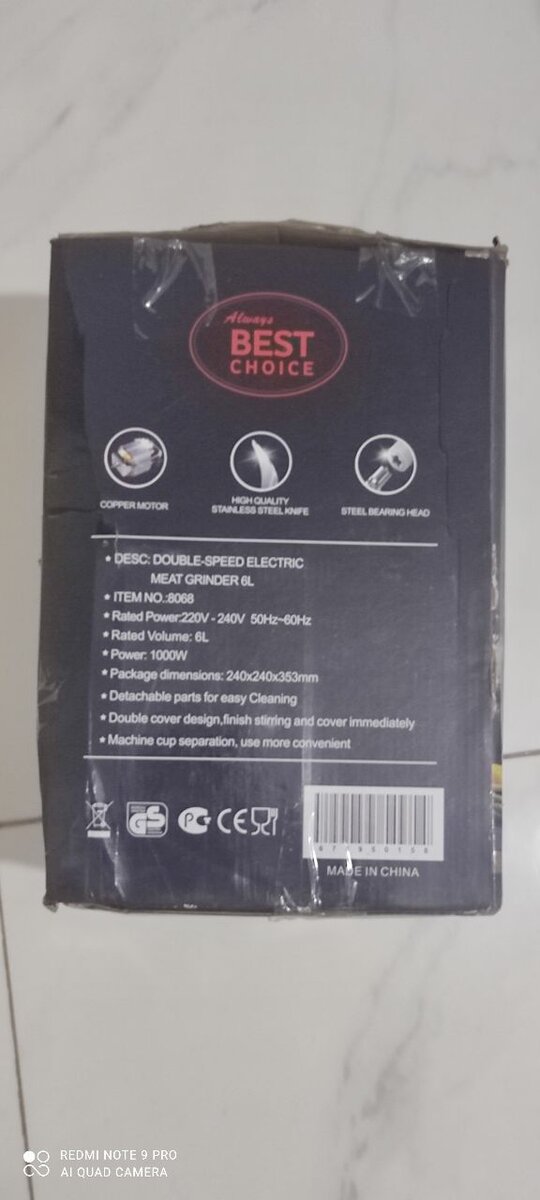 Always
BEST
CHOICE
COPPER MOTOR
HIGH QUALITY
STAINLESS STEEL KNIFE
STEEL BEARING HEAD
* DESC: DOUBLE-SPEED ELECTRIC
MEAT GRINDER 6L
* ITEM NO.:8068
* Rated Power:220V - 240V 50Hz~60Hz
* Rated Volume: 6L
* Power: 1000W
* Package dimensions: 240x240x353mm
* Detachable parts for easy Cleaning
* Double cover design,finish stirring and cover immediately
* Machine cup separation, use more convenient
GS
CE
MADE IN CHINA
REDMI NOTE 9 PRO
AI QUAD CAMERA